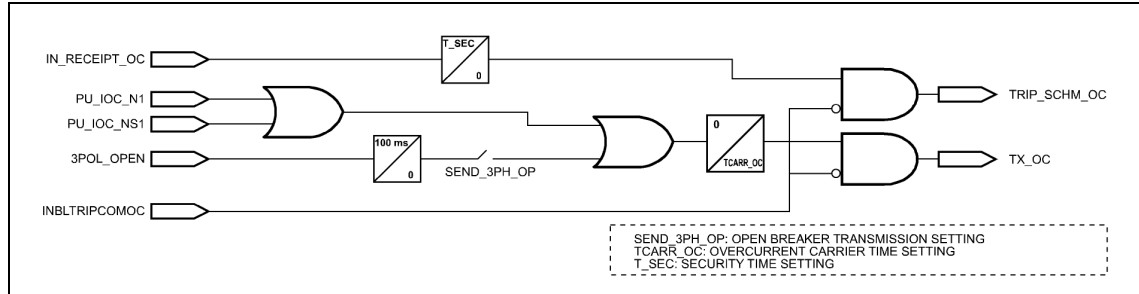 IN_RECEIPT_OC
T_SEC
0
PU_IOC_N1
PU_IOC_NS1
TRIP_SCHM_OC
3POL_OPEN
100 ms
0
SEND_3PH_OP
0
TCARR_OC
TX_OC
INBLTRIPCOMOC
SEND_3PH_OP: OPEN BREAKER TRANSMISSION SETTING
TCARR_OC: OVERCURRENT CARRIER TIME SETTING
T_SEC: SECURITY TIME SETTING